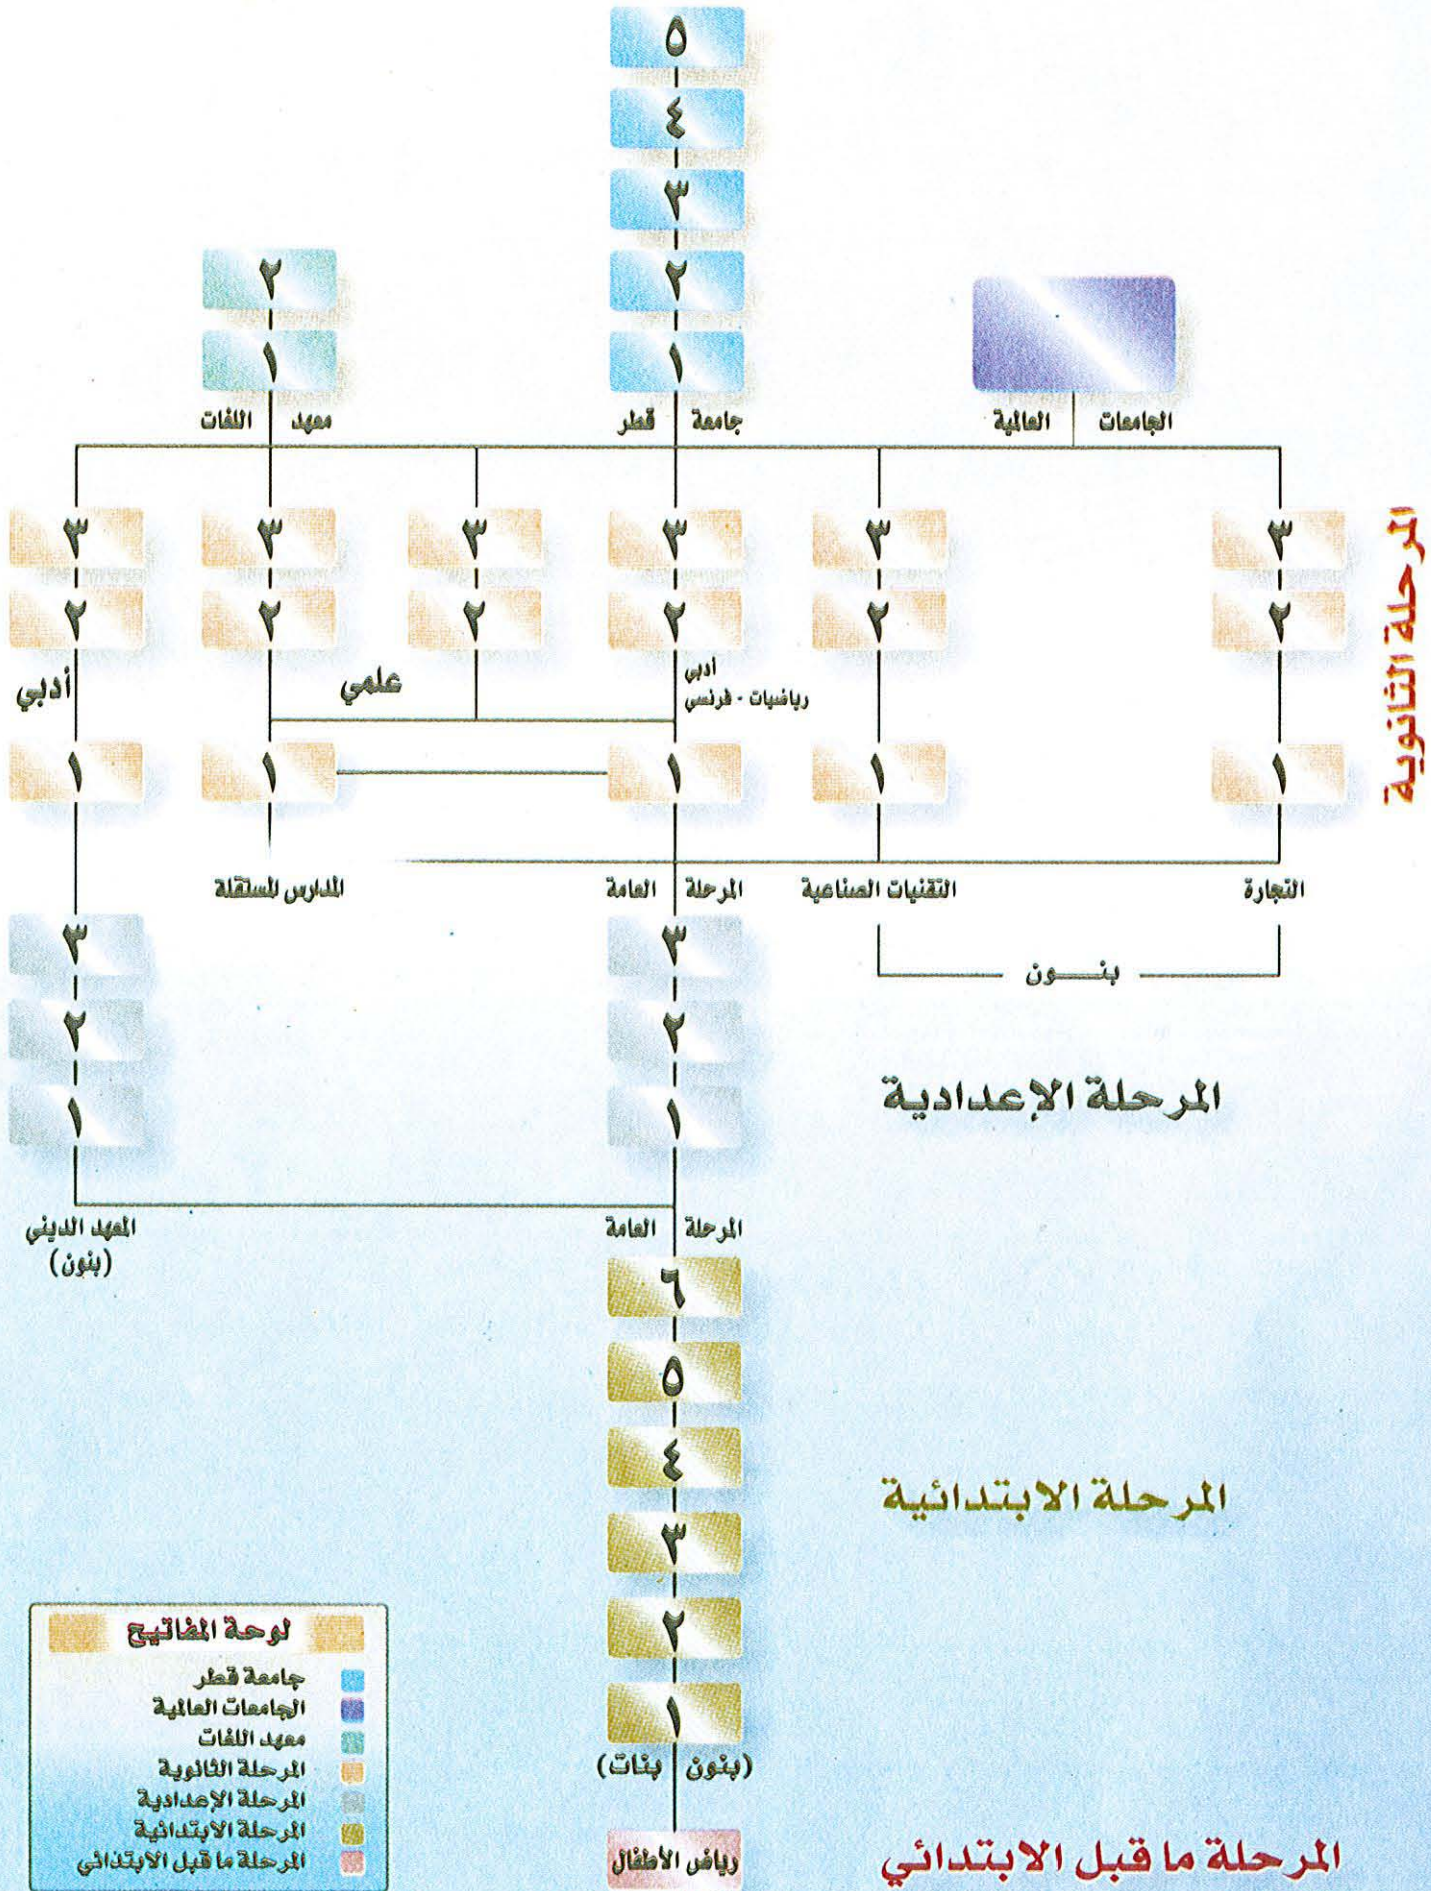 ٥
٤
٣
٢
١
جامعة قطر
٢
١
معهد اللغات
الجامعات العالمية
المرحلة الثانوية
٣ ٣ ٣ ٣ ٣ ٣
٢ ٢ ٢ ٢ ٢ ٢
أدبي
رياضيات - فرنسي
علمي
أدبي
١ ١ ١ ١ ١
التجارة
التقنيات الصناعية
المرحلة العامة
المدارس المستقلة
بنــون
المرحلة الإعدادية
٣ ٣
٢ ٢
١ ١
المرحلة العامة
المعهد الديني
(بنون)
المرحلة الابتدائية
٦
٥
٤
٣
٢
١
(بنون بنات)
المرحلة ما قبل الابتدائي
رياض الأطفال
لوحة المفاتيح
جامعة قطر
الجامعات العالمية
معهد اللغات
المرحلة الثانوية
المرحلة الإعدادية
المرحلة الابتدائية
المرحلة ما قبل الابتدائي